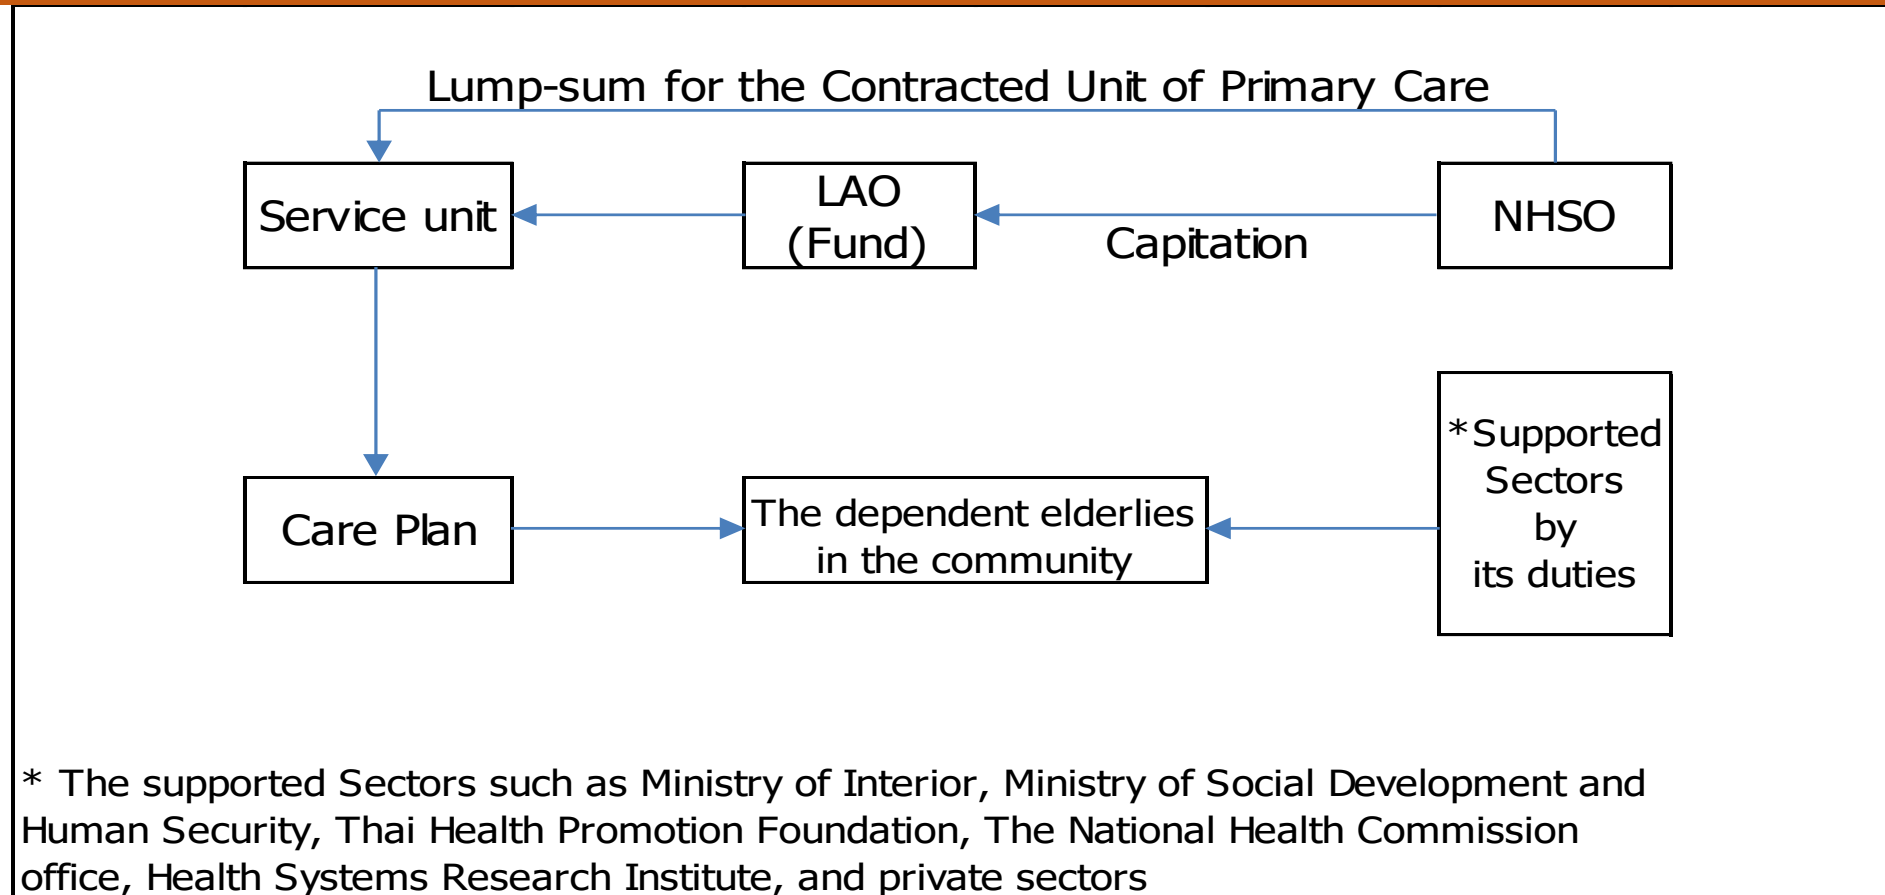 Lump-sum for the Contracted Unit of Primary Care
Service unit
LAO
(Fund)
Capitation
NHSO
*Supported
Sectors
by
its duties
Care Plan
The dependent elderlies
in the community
* The supported Sectors such as Ministry of Interior, Ministry of Social Development and
Human Security, Thai Health Promotion Foundation, The National Health Commission
office, Health Systems Research Institute, and private sectors